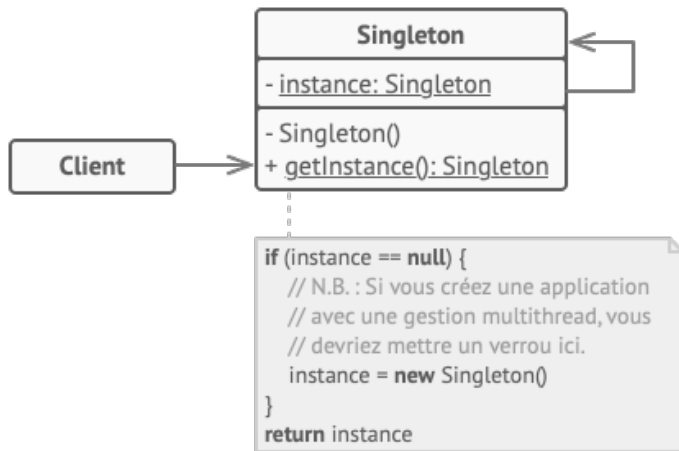 Singleton
- instance: Singleton
- Singleton()
+ getInstance(): Singleton
Client
if (instance == null) {
// N.B. : Si vous créez une application
// avec une gestion multithread, vous
// devriez mettre un verrou ici.
instance = new Singleton()
}
return instance